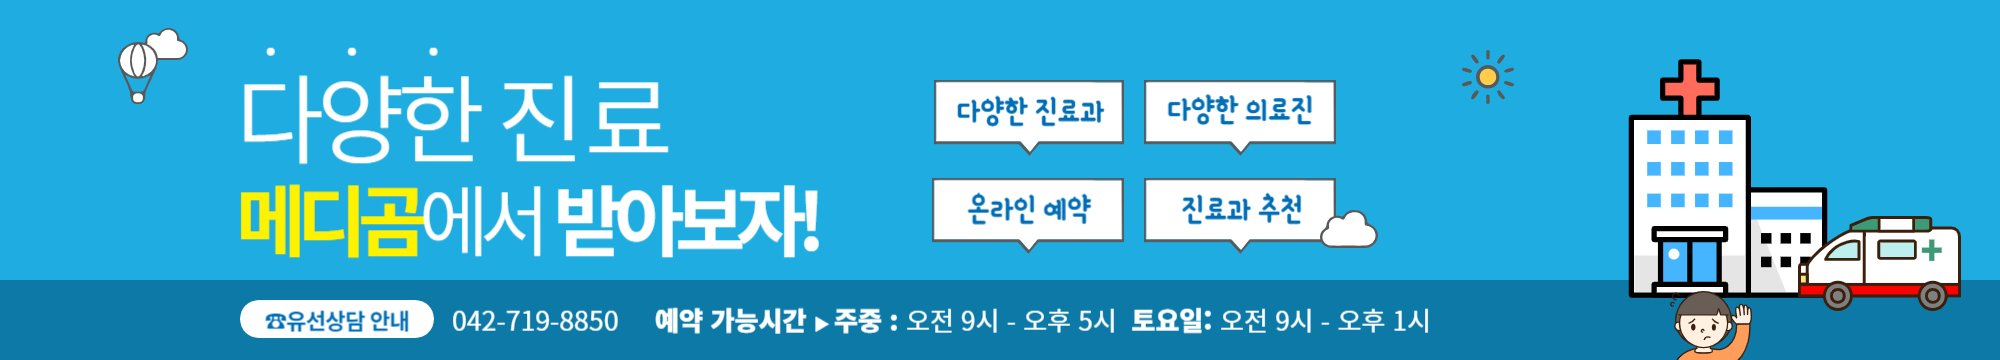 다양한 진료
메디곰에서 받아보자!
다양한 진료과
다양한 의료진
온라인 예약
진료과 추천
☎유선상담 안내 042-719-8850 예약 가능시간 ▶ 주중 : 오전 9시 - 오후 5시 토요일: 오전 9시 - 오후 1시